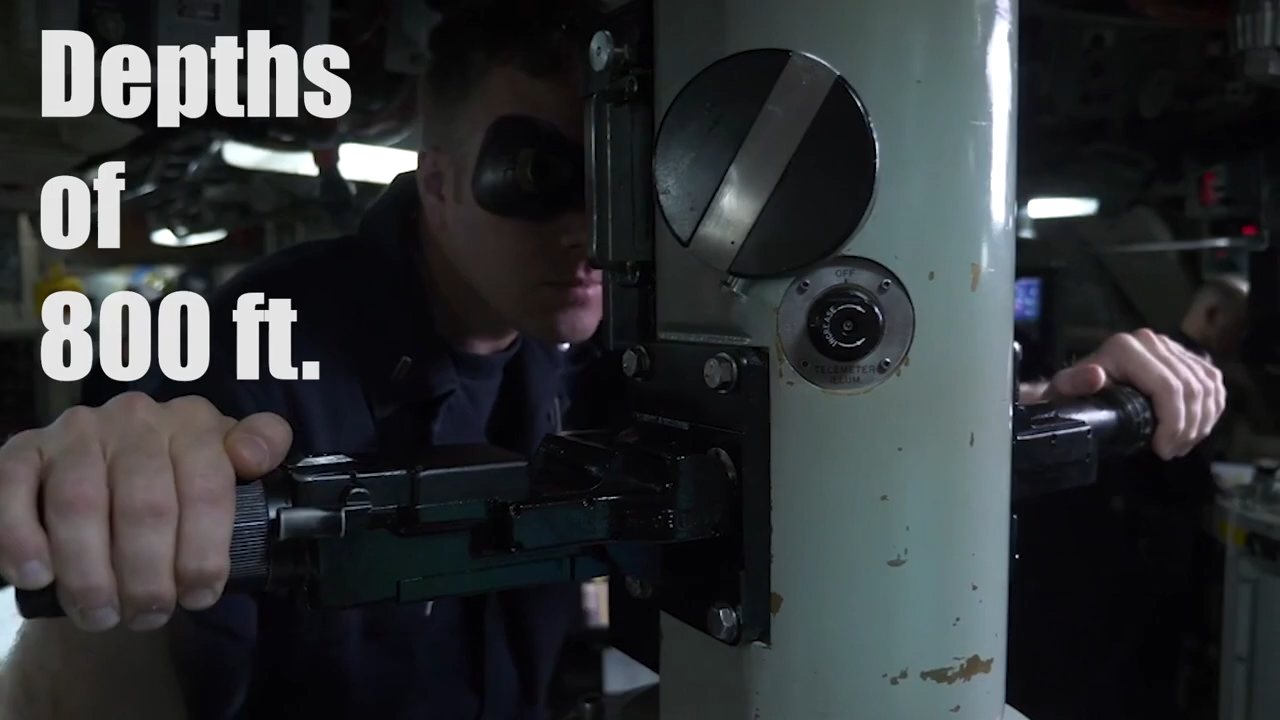 Depths
of
800 ft.
OFF
INCREASE
TELEMETER
ILLUM.